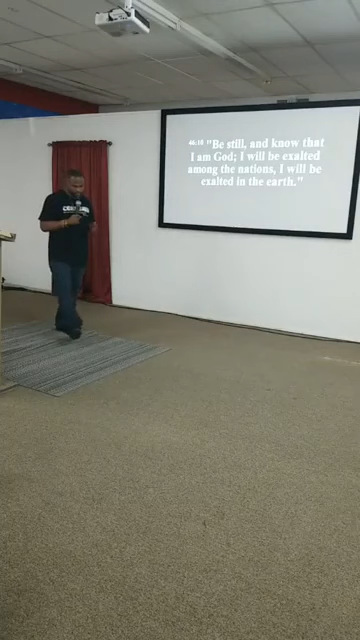 46:10 "Be still, and know that
I am God; I will be exalted
among the nations, I will be
exalted in the earth."